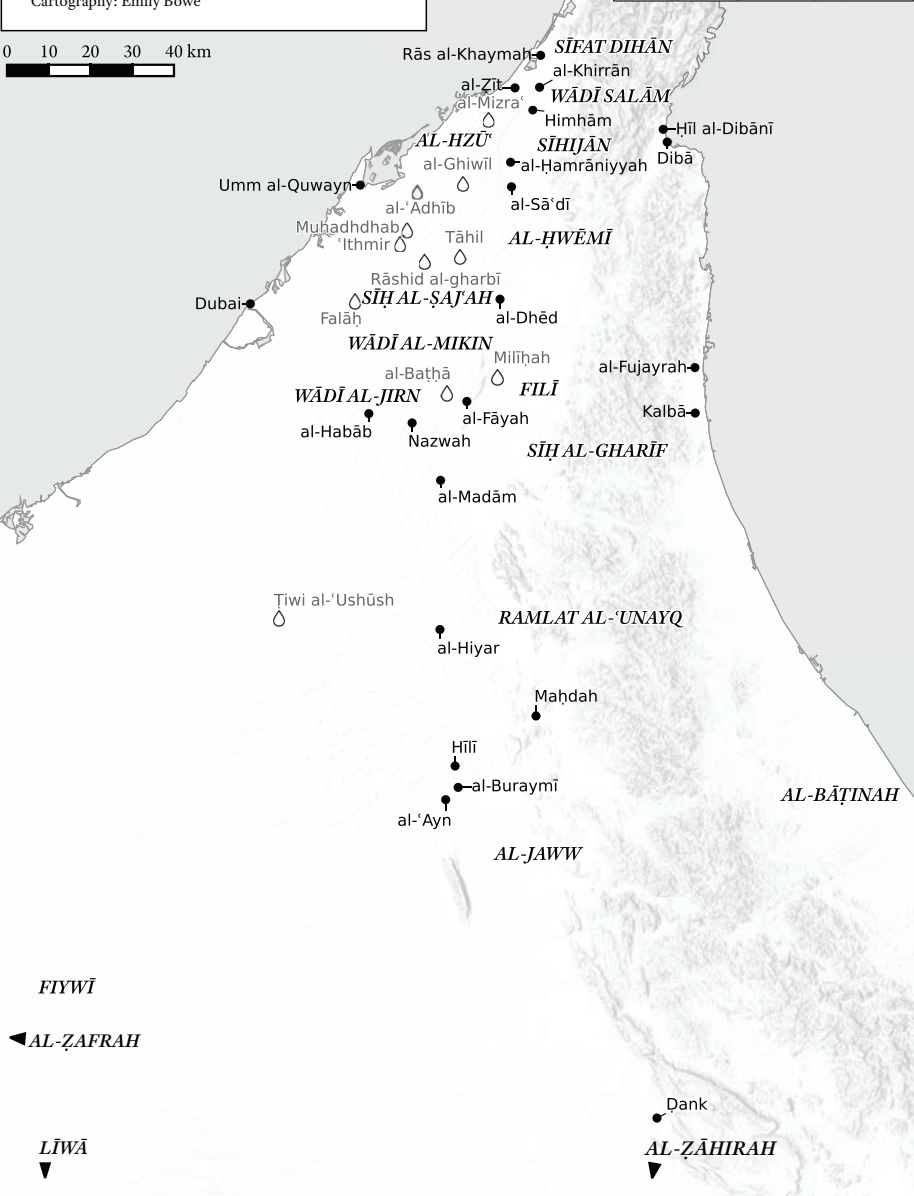 Cartography: Emily Bowe
0 10 20 30 40 km
Rās al-Khaymah
SĪFAT DIHĀN
al-Khirrān
al-Ẓīt
WĀDĪ SALĀM
al-Mizraʿ
Himhām
Ḥīl al-Dibānī
AL-HZŪʿ
SĪHIJĀN
Dibā
al-Ghiwīl
al-Ḥamrāniyyah
Umm al-Quwayn
al-ʿAdhīb
al-Sāʿdī
Muḥadhdhab
Tāhil
AL-ḤWĒMĪ
ʿIthmir
Rāshid al-gharbī
Dubai
SĪḤ AL-ṢAJʿAH
Falāḥ
al-Dhēd
WĀDĪ AL-MIKIN
Milīḥah
al-Fujayrah
al-Baṭḥā
WĀDĪ AL-JIRN
FILĪ
Kalbā
al-Fāyah
al-Habāb
Nazwah
SĪḤ AL-GHARĪF
al-Madām
Ṭiwi al-ʿUshūsh
RAMLAT AL-ʿUNAYQ
al-Hiyar
Maḥdah
Hīlī
al-Buraymī
AL-BĀṬINAH
al-ʿAyn
AL-JAWW
FIYWĪ
AL-ẒAFRAH
Ḍank
LĪWĀ
AL-ẒĀHIRAH